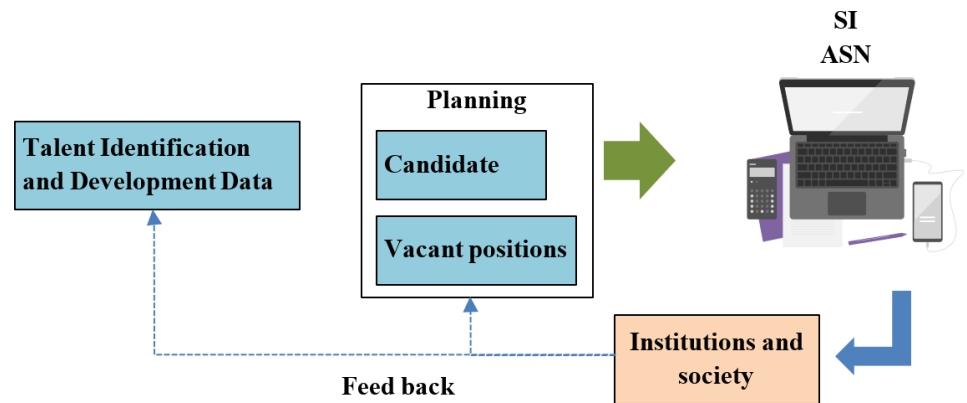 SI
ASN
Planning
Talent Identification
and Development Data
Candidate
Vacant positions
Institutions and
society
Feed back